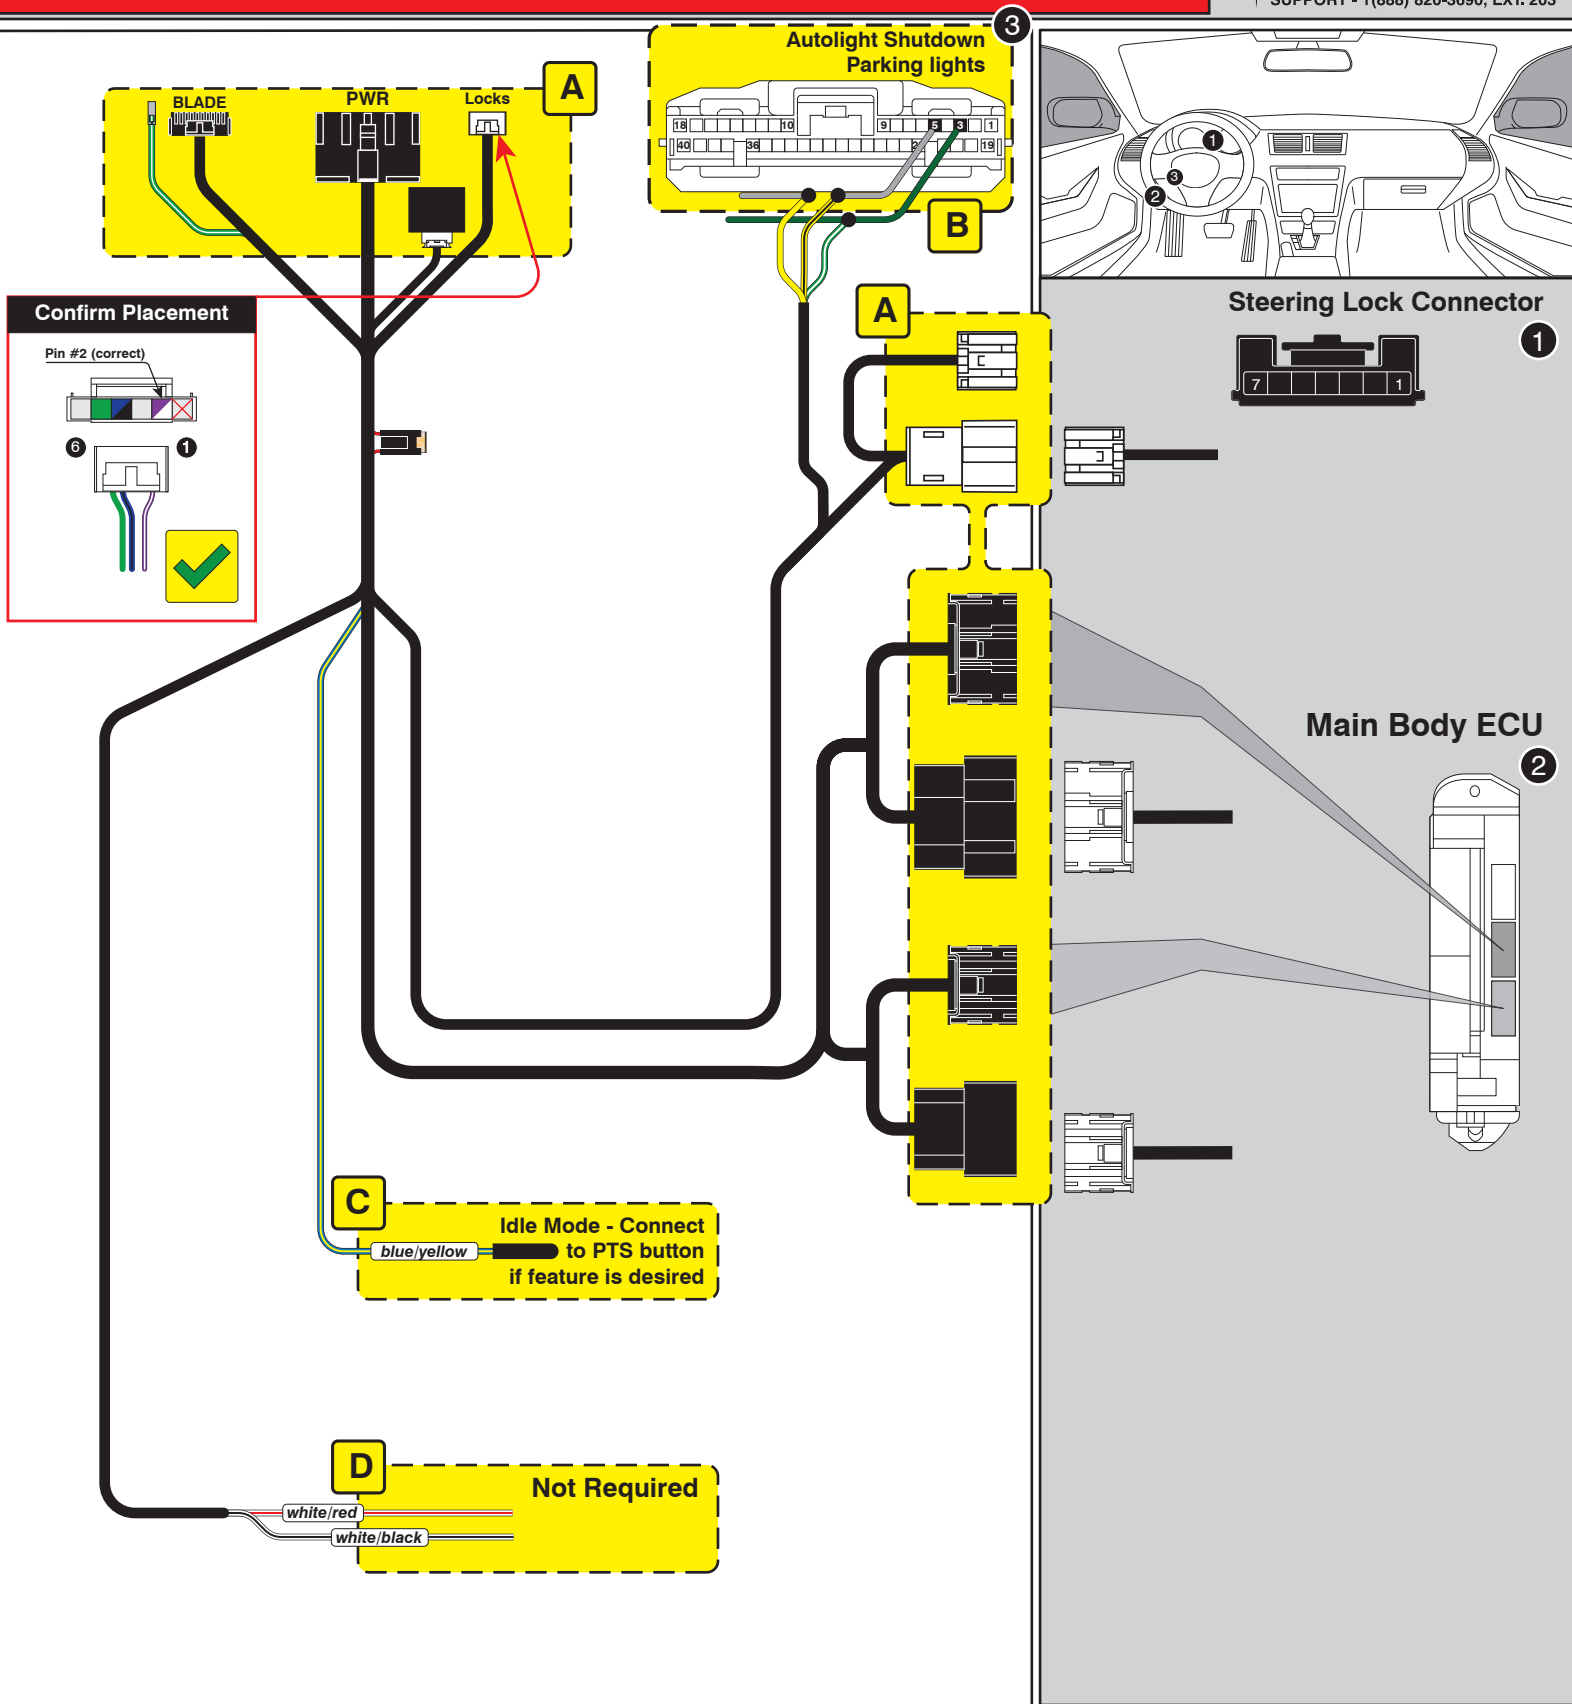 SUPPORT - 1(888) 820-3690, EXT. 203
3
Autolight Shutdown
Parking lights
A
BLADE
PWR
Locks
18
10
9
5
3
1
40
36
19
B
1
3
2
Confirm Placement
Pin #2 (correct)
6
1
A
Steering Lock Connector
1
7
1
Main Body ECU
2
C
Idle Mode - Connect
to PTS button
if feature is desired
blue/yellow
D
Not Required
white/red
white/black